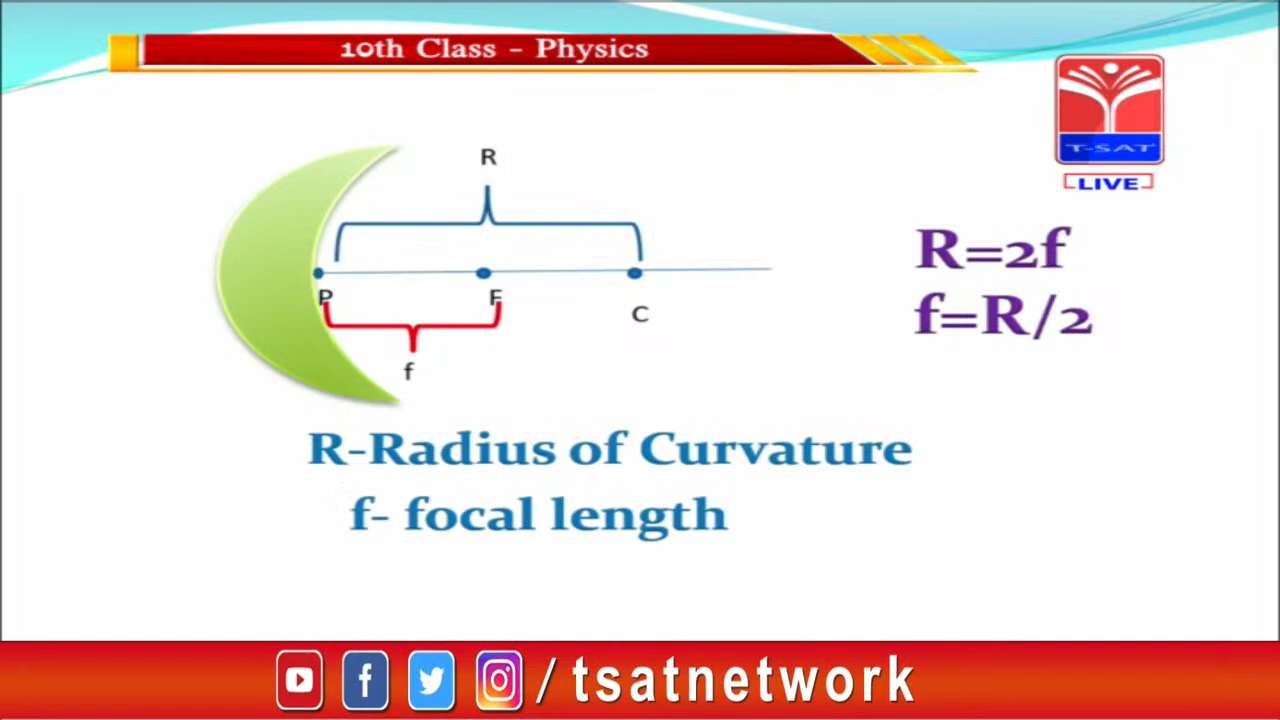 10th Class - Physics
T-SAT
LIVE
R
P
F
C
f
R=2f
f=R/2
R-Radius of Curvature
f- focal length
/ tsatnetwork